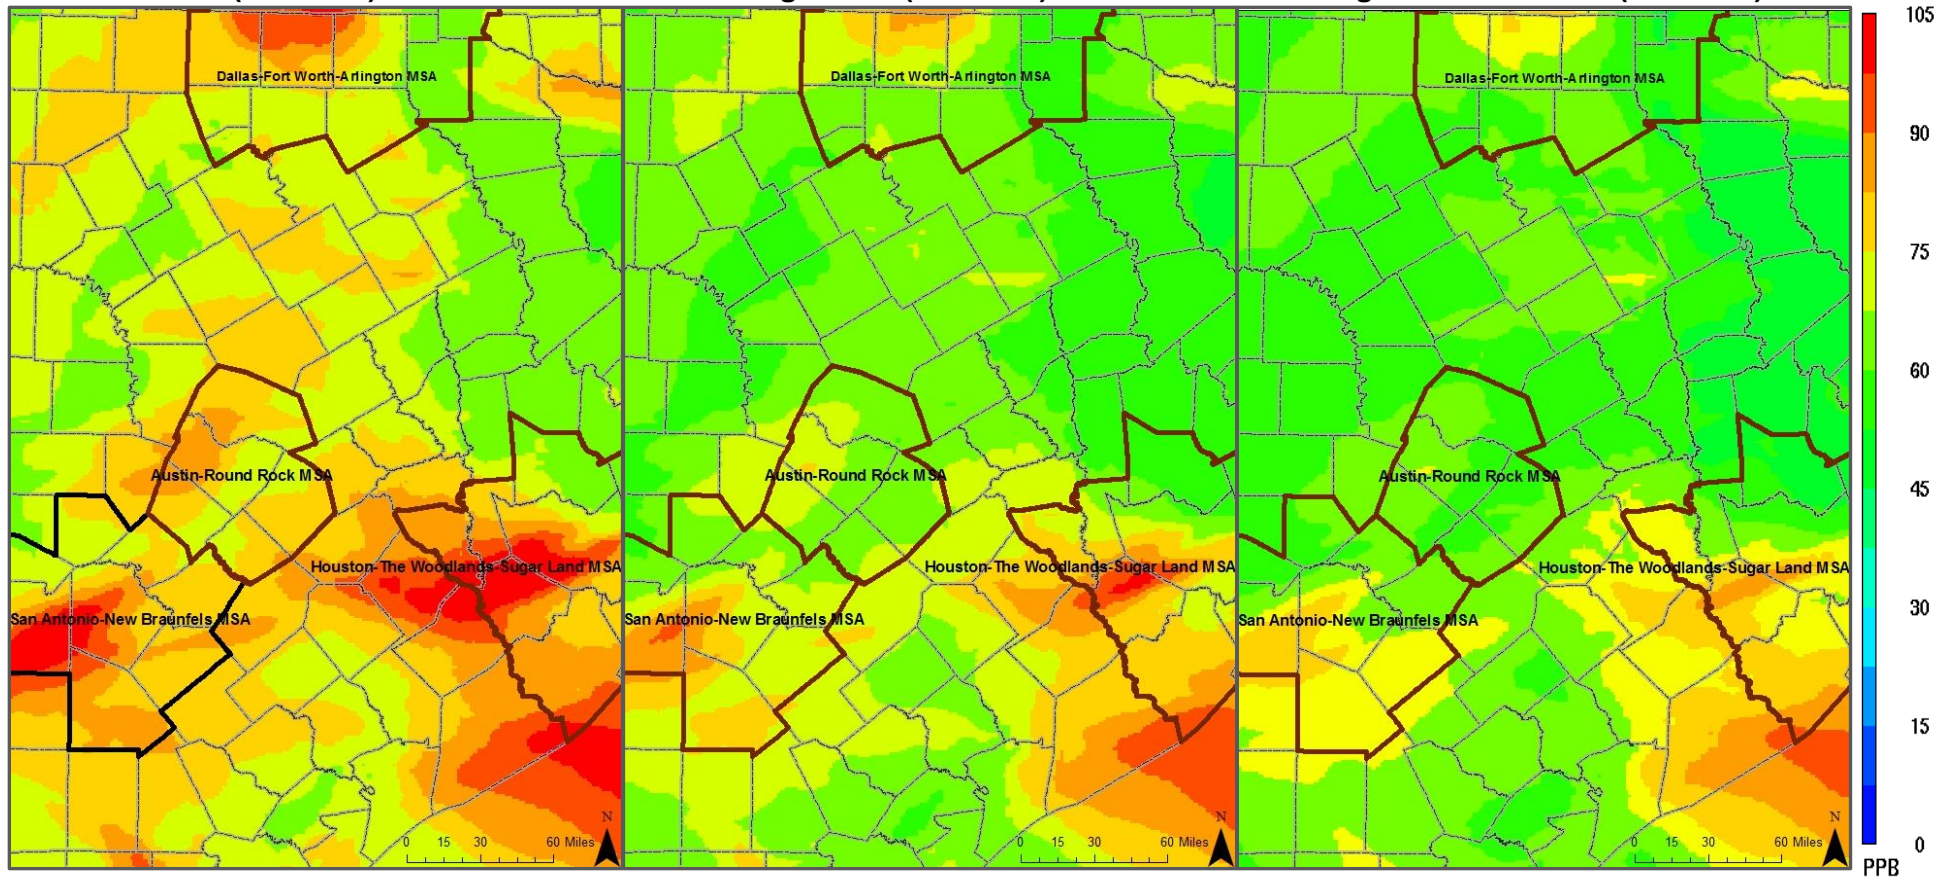 Dallas-Fort Worth-Arlington MSA
Austin-Round Rock MSA
Houston-The Woodlands-Sugar Land MSA
San Antonio-New Braunfels MSA
N
0 15 30 60 Miles
Dallas-Fort Worth-Arlington MSA
Austin-Round Rock MSA
Houston-The Woodlands-Sugar Land MSA
San Antonio-New Braunfels MSA
N
0 15 30 60 Miles
Dallas-Fort Worth-Arlington MSA
Austin-Round Rock MSA
Houston-The Woodlands-Sugar Land MSA
San Antonio-New Braunfels MSA
N
0 15 30 60 Miles
105
90
75
60
45
30
15
0
PPB